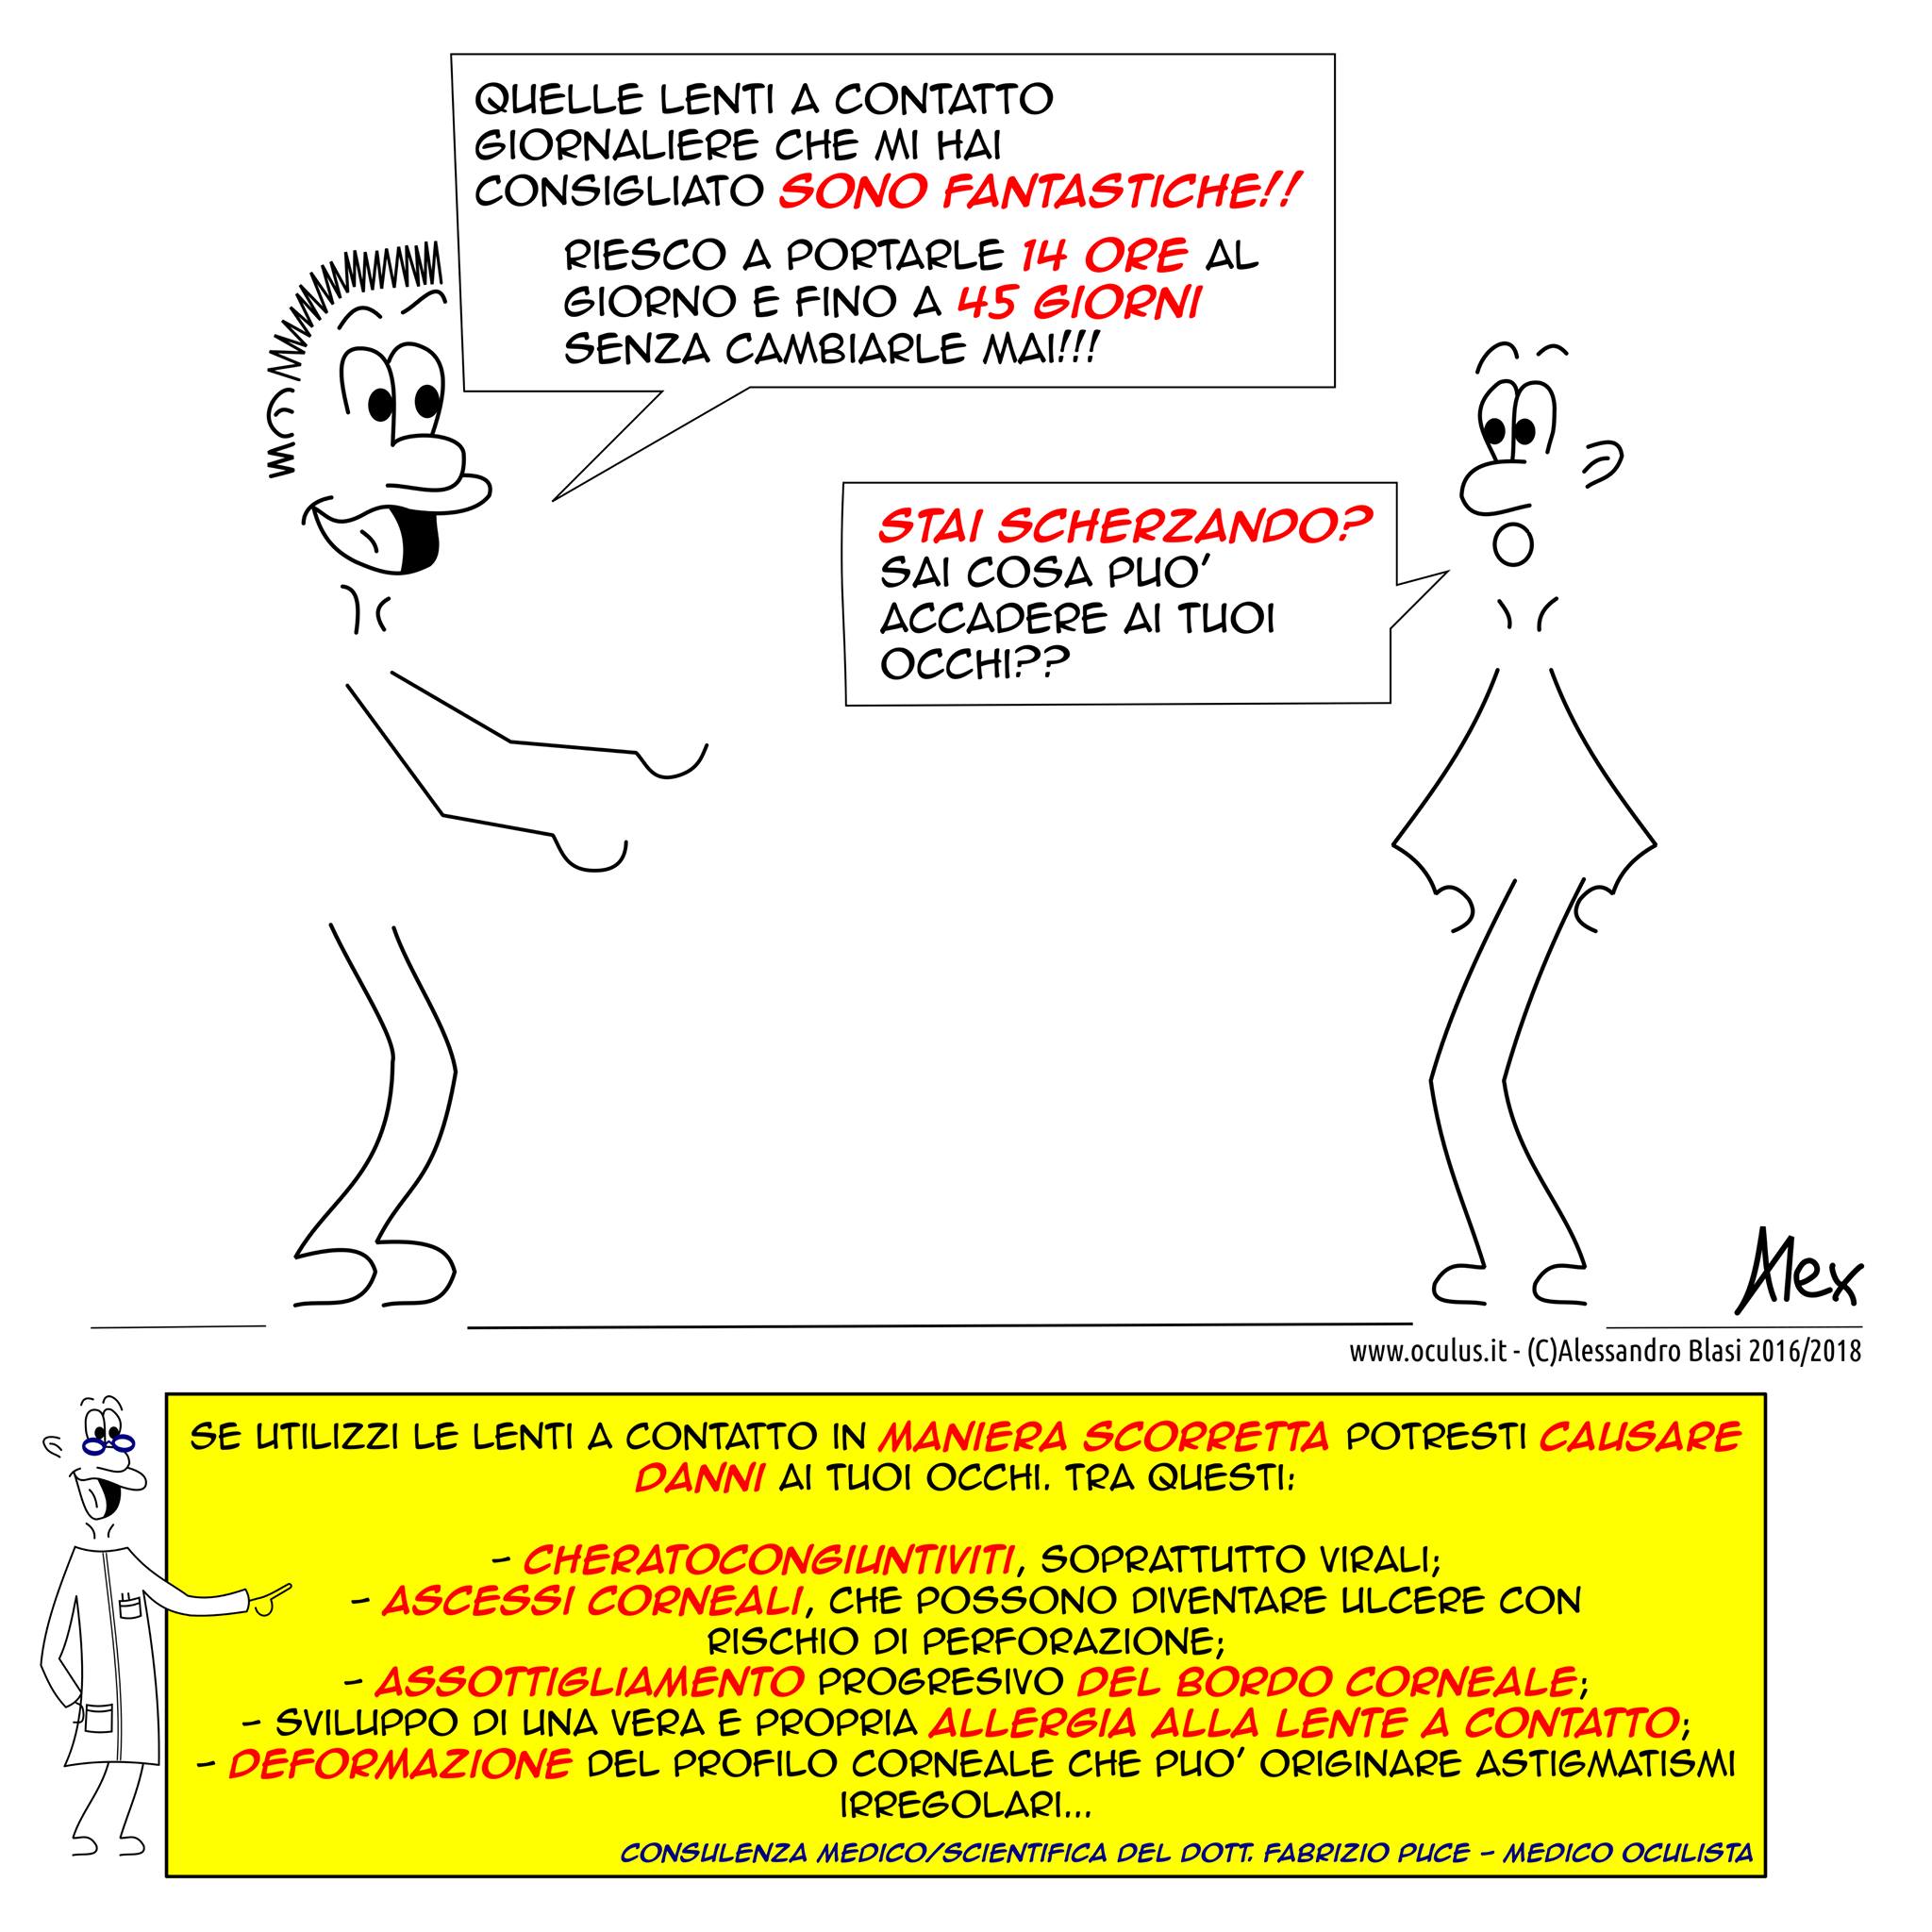 QUELLE LENTI A CONTATTO
GIORNALIERE CHE MI HAI
CONSIGLIATO SONO FANTASTICHE!!
RIESCO A PORTARLE 14 ORE AL
GIORNO E FINO A 45 GIORNI
SENZA CAMBIARLE MAI!!!
STAI SCHERZANDO?
SAI COSA PUO'
ACCADERE AI TUOI
OCCHI??
Alex
www.oculus.it - (C)Alessandro Blasi 2016/2018
SE UTILIZZI LE LENTI A CONTATTO IN MANIERA SCORRETTA POTRESTI CAUSARE
DANNI AI TUOI OCCHI. TRA QUESTI:
- CHERATOCONGIUNTIVITI, SOPRATTUTTO VIRALI;
- ASCESSI CORNEALI, CHE POSSONO DIVENTARE ULCERE CON
RISCHIO DI PERFORAZIONE;
- ASSOTTIGLIAMENTO PROGRESIVO DEL BORDO CORNEALE;
- SVILUPPO DI UNA VERA E PROPRIA ALLERGIA ALLA LENTE A CONTATTO;
- DEFORMAZIONE DEL PROFILO CORNEALE CHE PUO' ORIGINARE ASTIGMATISMI
IRREGOLARI...
CONSULENZA MEDICO/SCIENTIFICA DEL DOTT. FABRIZIO PUCE - MEDICO OCULISTA